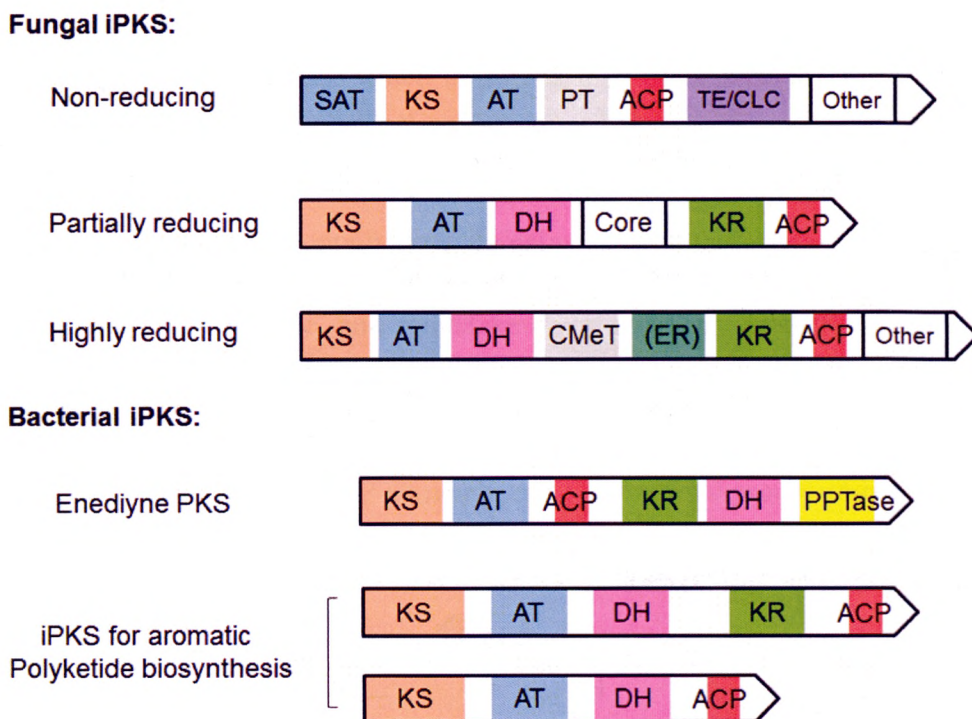 Fungal iPKS:
Non-reducing
SAT KS AT PT ACP TE/CLC Other
Partially reducing
KS AT DH Core KR ACP
Highly reducing
KS AT DH CMeT (ER) KR ACP Other
Bacterial iPKS:
Enediyne PKS
KS AT ACP KR DH PPTase
iPKS for aromatic
Polyketide biosynthesis
KS AT DH KR ACP
KS AT DH ACP